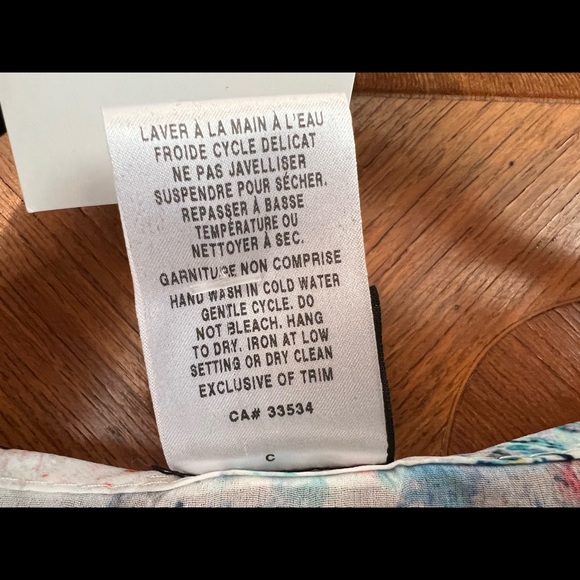 LAVER À LA MAIN À L'EAU
FROIDE CYCLE DELICAT
NE PAS JAVELLISER
SUSPENDRE POUR SÉCHER.
REPASSER À BASSE
TEMPÉRATURE OU
NETTOYER À SEC.
GARNITURE NON COMPRISE
HAND WASH IN COLD WATER
GENTLE CYCLE. DO
NOT BLEACH. HANG
TO DRY. IRON AT LOW
SETTING OR DRY CLEAN
EXCLUSIVE OF TRIM
CA# 33534
C